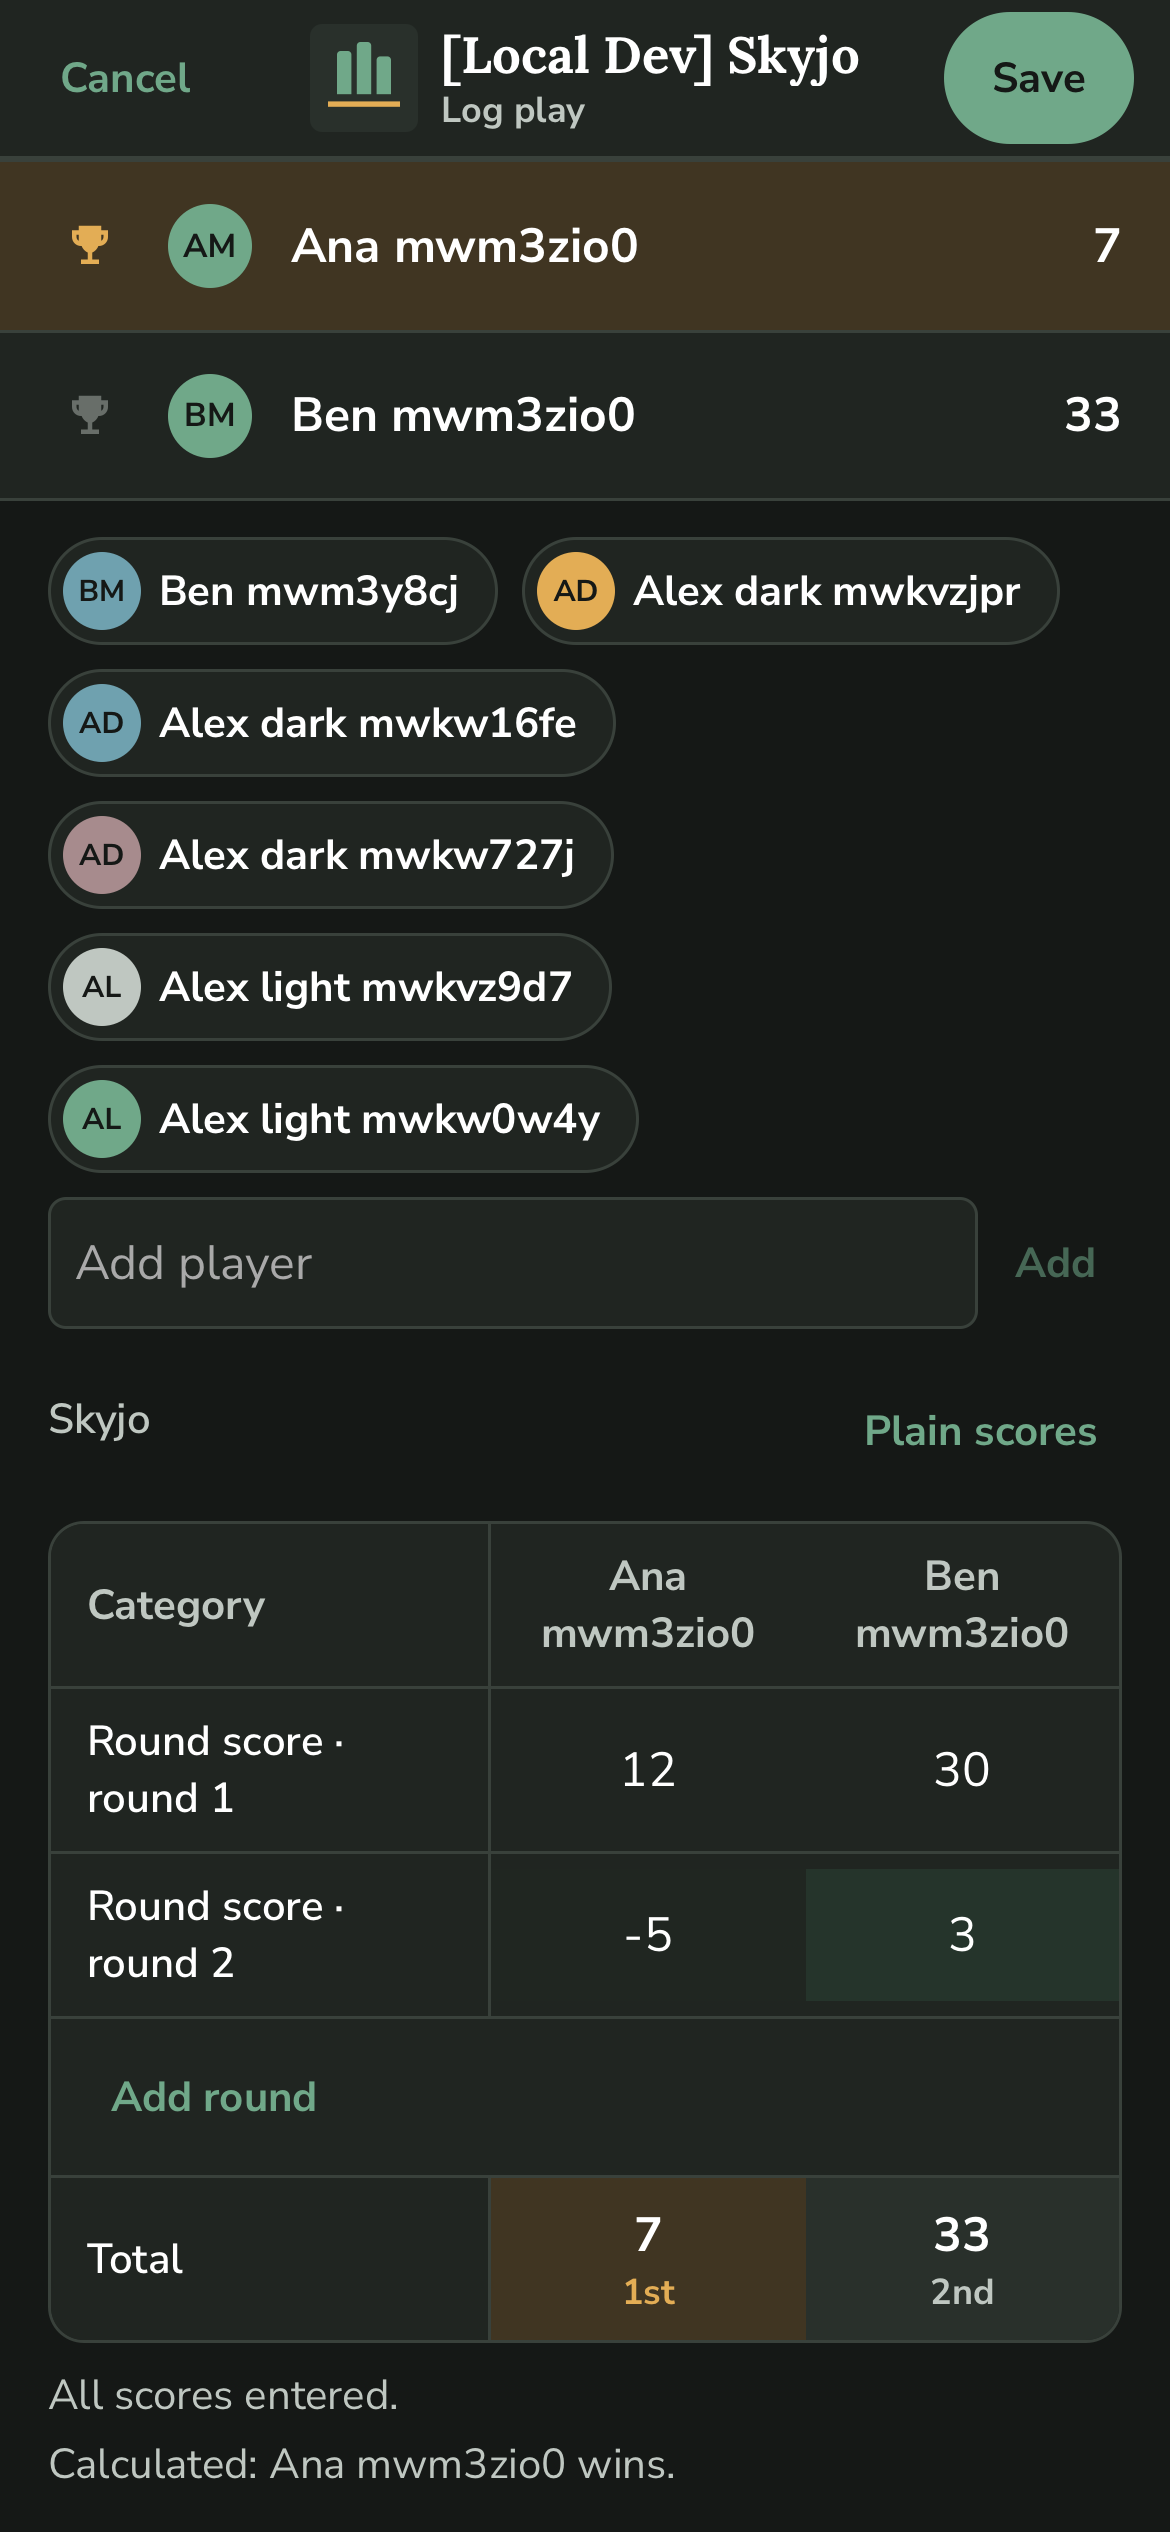 Cancel
[Local Dev] Skyjo
Log play
Save
AM Ana mwm3zio0 7
BM Ben mwm3zio0 33
BM Ben mwm3y8cj AD Alex dark mwkvzjpr
AD Alex dark mwkw16fe
AD Alex dark mwkw727j
AL Alex light mwkvz9d7
AL Alex light mwkw0w4y
Add player Add
Skyjo
Plain scores
Category
Ana
mwm3zio0
Ben
mwm3zio0
Round score ·
round 1
12 30
Round score ·
round 2
-5 3
Add round
Total
7
1st
33
2nd
All scores entered.
Calculated: Ana mwm3zio0 wins.